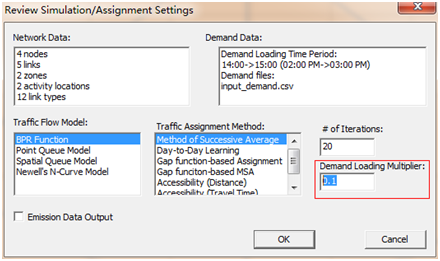 Review Simulation/Assignment Settings
Network Data:
4 nodes
5 links
2 zones
2 activity locations
12 link types
Demand Data:
Demand Loading Time Period:
14:00->15:00 (02:00 PM->03:00 PM)
Demand files:
input_demand.csv
Traffic Flow Model:
BPR Function
Point Queue Model
Spatial Queue Model
Newell's N-Curve Model
Traffic Assignment Method:
Method of Successive Average
Day-to-Day Learning
Gap function-based Assignment
Gap funciton-based MSA
Accessibility (Distance)
Accessibility (Travel Time)
# of Iterations:
20
Demand Loading Multiplier:
0.1
Emission Data Output
OK
Cancel